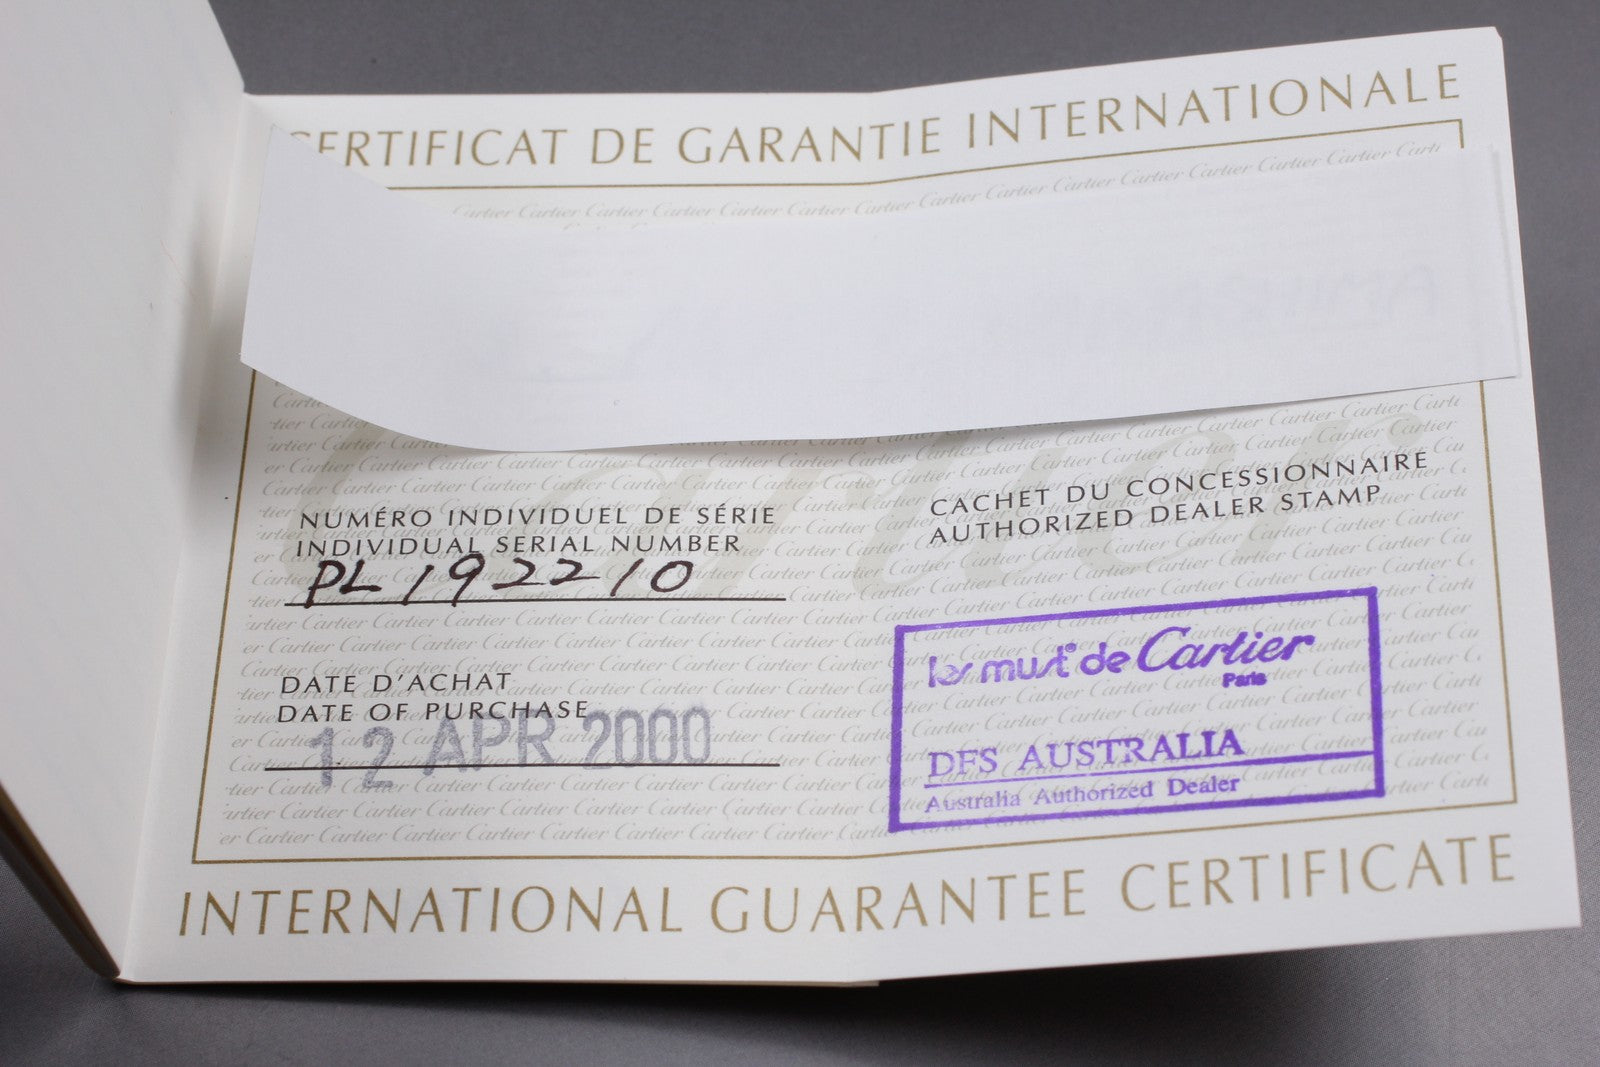 CERTIFICAT DE GARANTIE INTERNATIONALE
NUMÉRO INDIVIDUEL DE SÉRIE
INDIVIDUAL SERIAL NUMBER
PL 192210
DATE D'ACHAT
DATE OF PURCHASE
12 APR 2000
CACHET DU CONCESSIONNAIRE
AUTHORIZED DEALER STAMP
les must de Cartier
Paris
DFS AUSTRALIA
Australia Authorized Dealer
INTERNATIONAL GUARANTEE CERTIFICATE